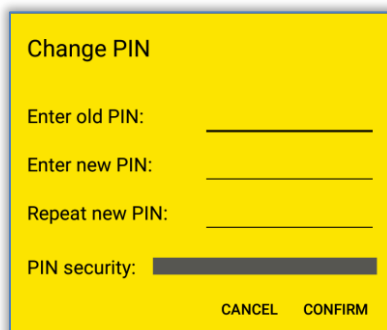 Change PIN
Enter old PIN:
Enter new PIN:
Repeat new PIN:
PIN security:
CANCEL CONFIRM